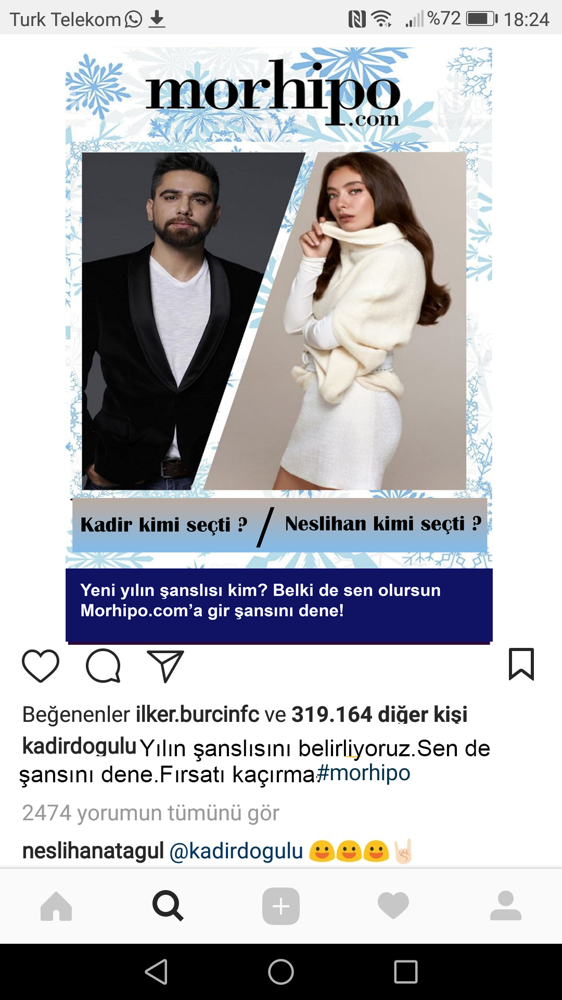 Turk Telekom %72 18:24
morhipo
.com
Kadir kimi seçti ? / Neslihan kimi seçti ?
Yeni yılın şanslısı kim? Belki de sen olursun
Morhipo.com’a gir şansını dene!
Beğenenler ilker.burcinfc ve 319.164 diğer kişi
kadirdogulu Yılın şanslısını belirliyoruz.Sen de
şansını dene.Fırsatı kaçırma.#morhipo
2474 yorumun tümünü gör
neslihanatagul @kadirdogulu 😀😀😀🤘🏻